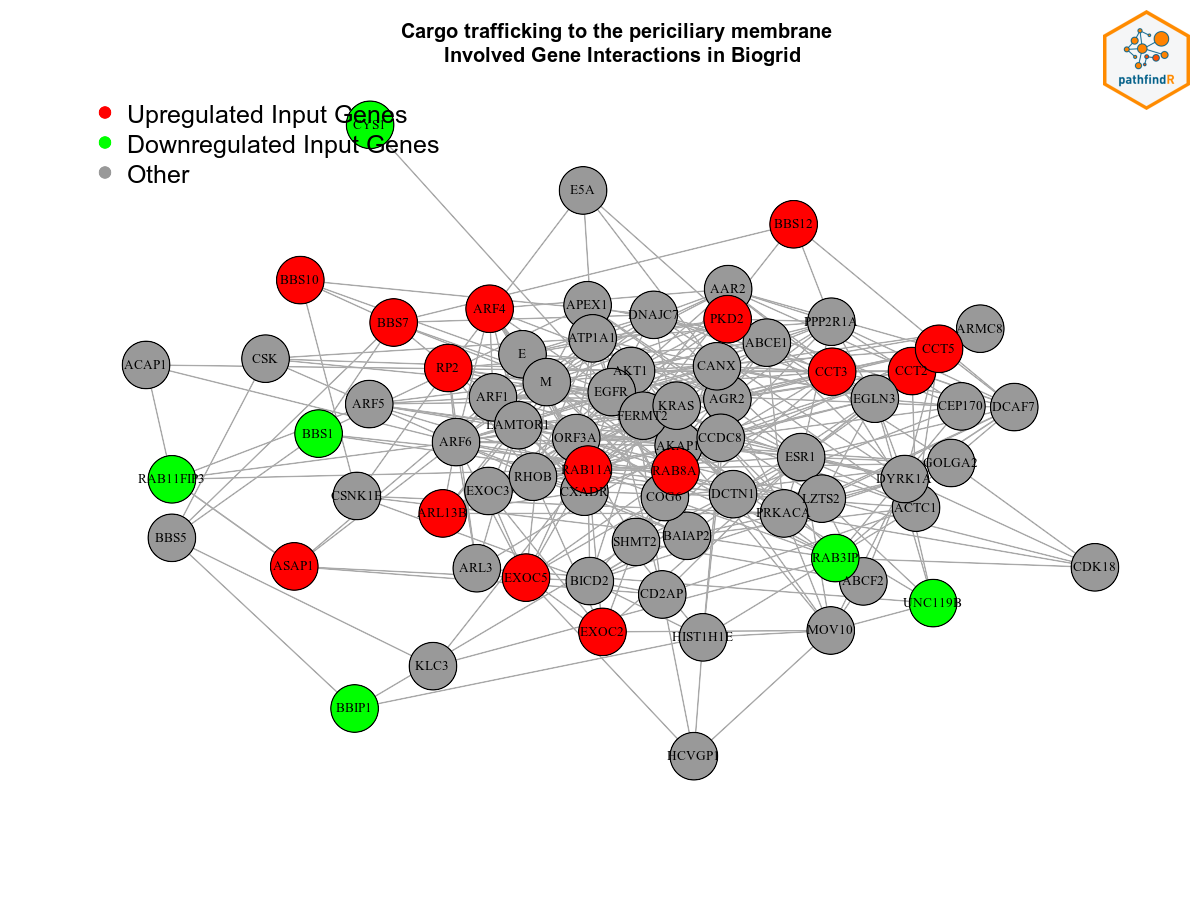 Cargo trafficking to the periciliary membrane
Involved Gene Interactions in Biogrid
pathfindR
Upregulated Input Genes
Downregulated Input Genes
Other
CYS1
E5A
BBS12
BBS10
BBS7
ARF4
APEX1
DNAJC7
AAR2
PKD2
PPP2R1A
ARMC8
ATP1A1
ABCE1
CCT5
ACAP1
CSK
RP2
E
M
AKT1
CANX
CCT3
CCT2
ARF5
ARF1
EGFR
KRAS
AGR2
EGLN3
CEP170
DCAF7
BBS1
LAMTOR1
FERMT2
ARF6
ORF3A
AKAP1
CCDC8
ESR1
GOLGA2
RAB11FIP3
RAB11A
RAB8A
DYRK1A
CSNK1E
EXOC3
RHOB
CXADR
COG6
DCTN1
LZTS2
PRKACA
ACTC1
ARL13B
BBS5
SHMT2
BAIAP2
RAB3IP
ASAP1
ARL3
EXOC5
BICD2
CD2AP
ABCF2
CDK18
UNC119B
EXOC2
HIST1H1E
MOV10
KLC3
BBIP1
HCVGP1